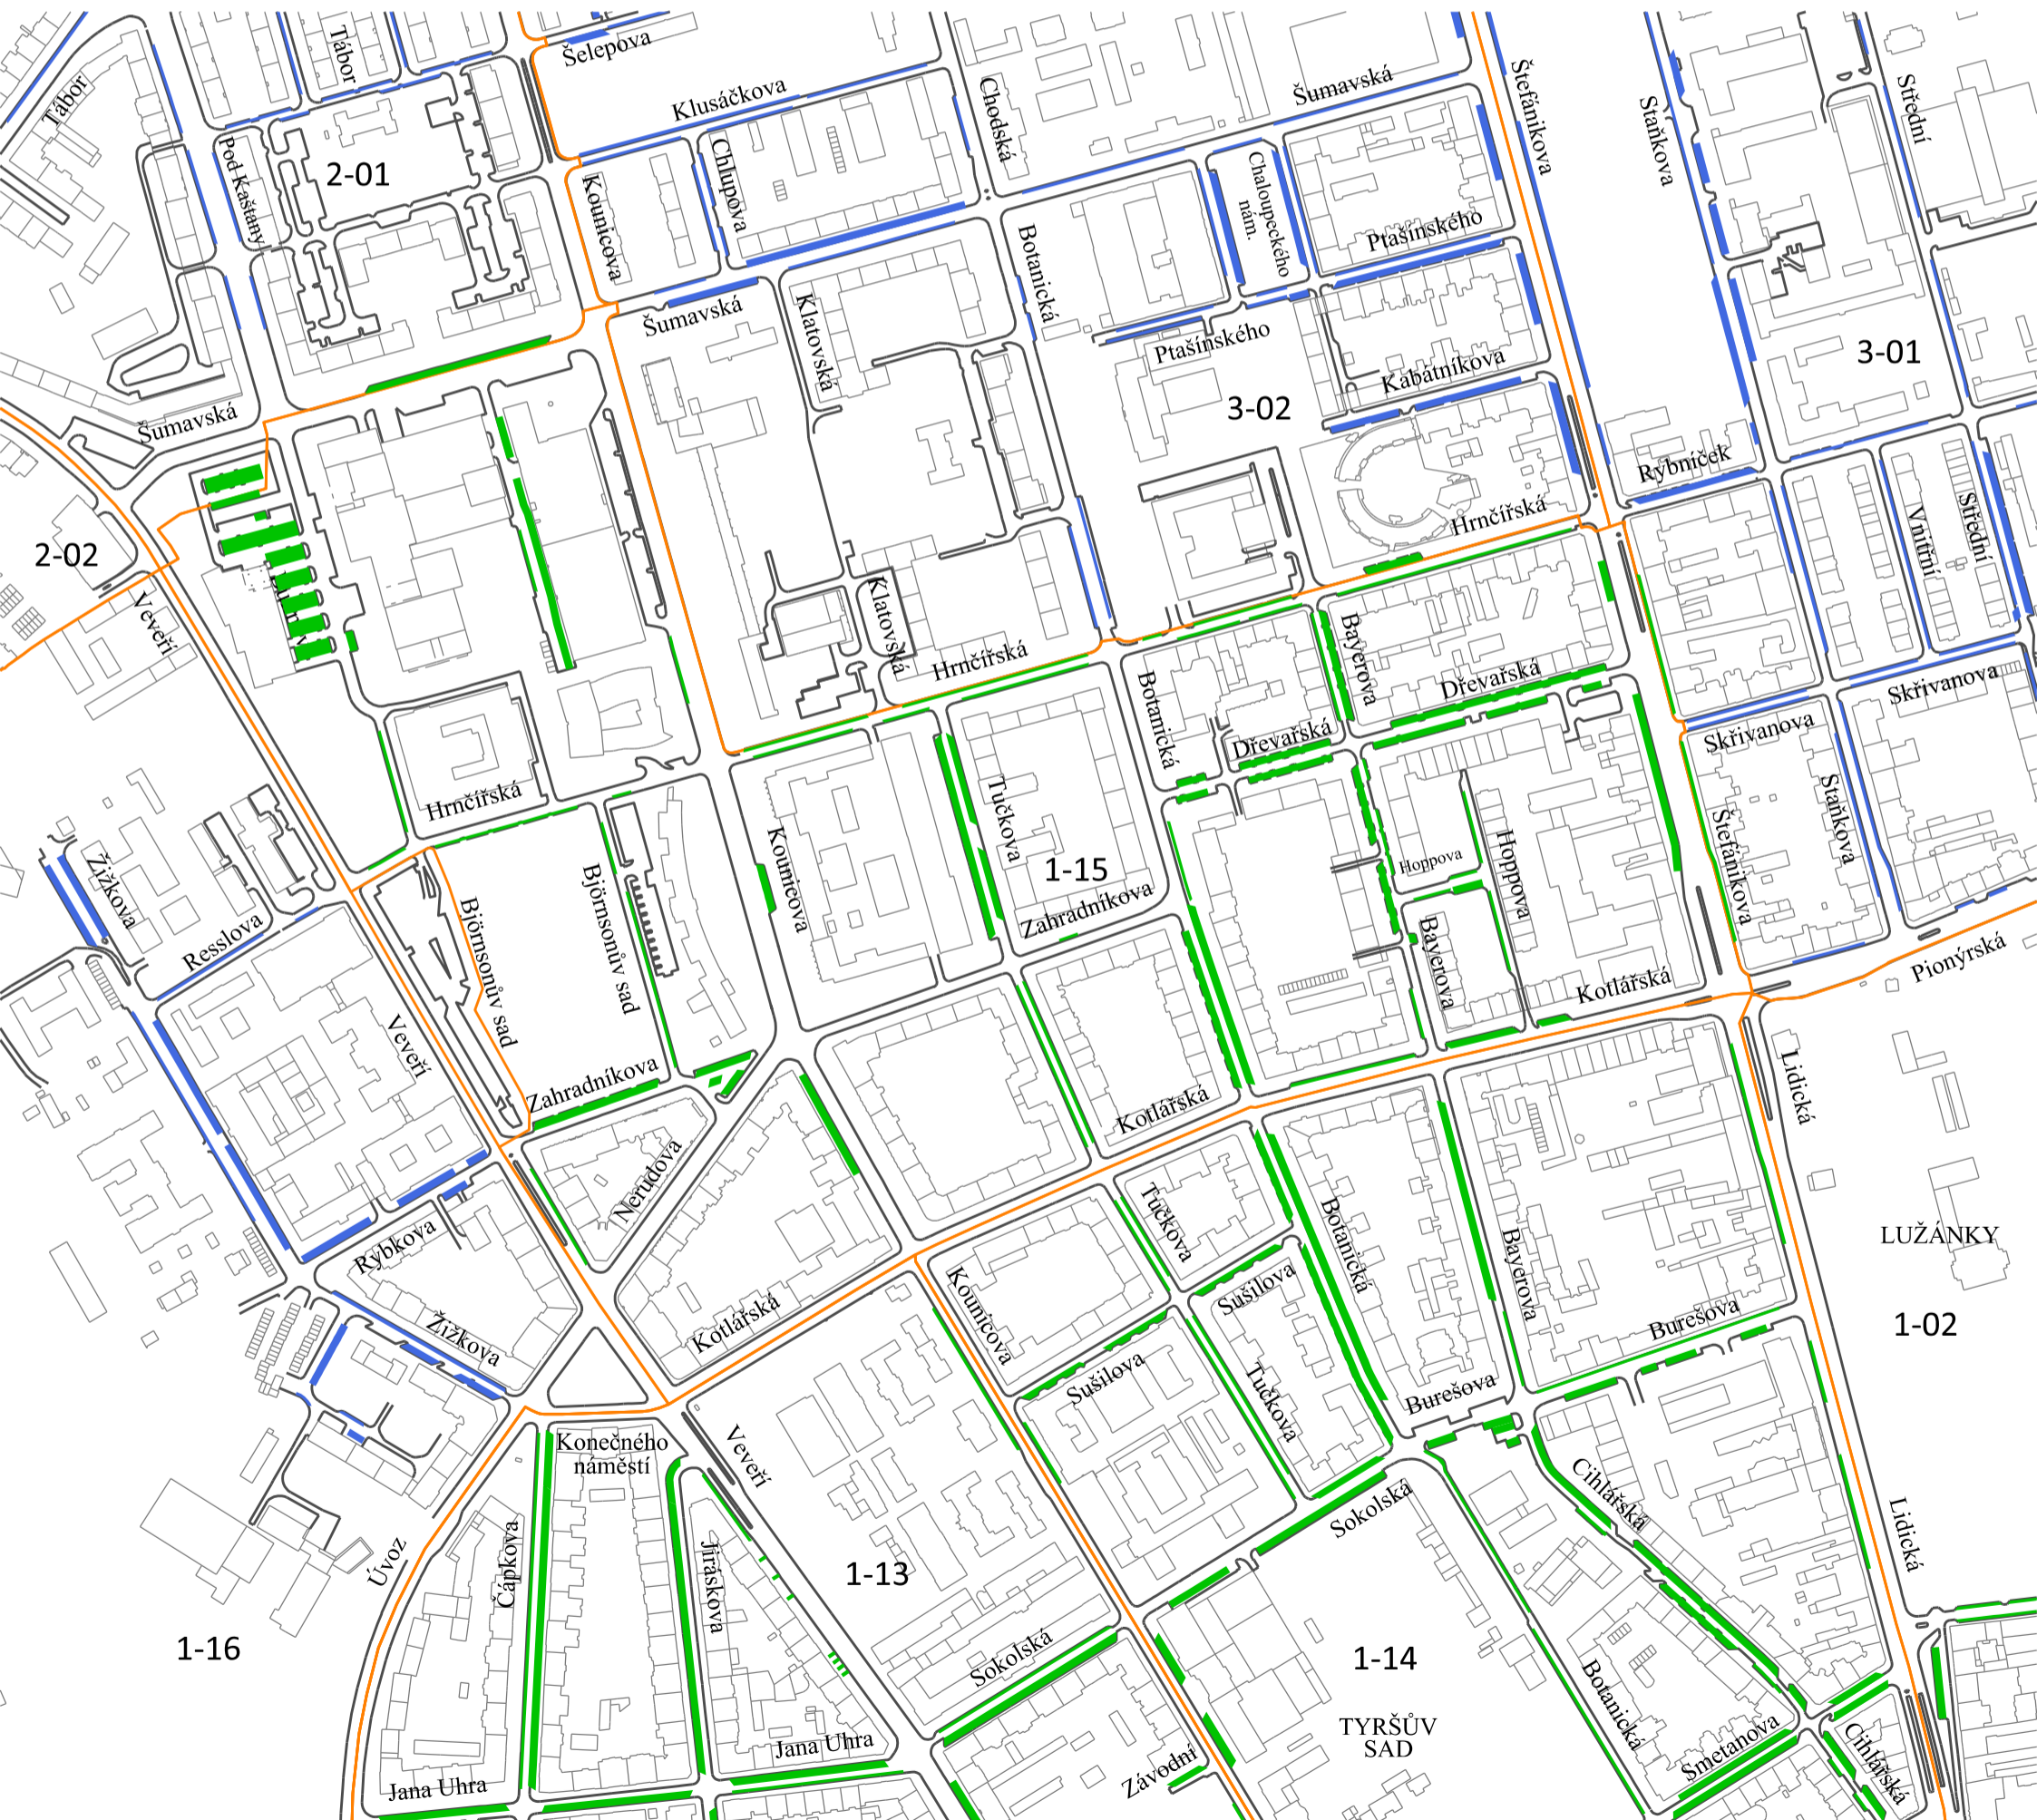 Tábor
Šelepova
Tábor
Klusáčkova
Chodská
Šumavská
Štefánikova
Staňkova
Střední
Pod Kaštany
2-01
Kounicova
Chlupova
Chaloupeckého
nám.
Ptašínského
Botanická
Šumavská
Klatovská
Ptašínského
Kabátníkova
3-01
3-02
Šumavská
Rybníček
Hrnčířská
Vnitřní
Střední
2-02
Veveří
Klatovská
Hrnčířská
Bayerova
Botanická
Dřevařská
Dřevařská
Skřivanova
Skřivanova
Hrnčířská
Tučkova
Kounicova
1-15
Zahradníkova
Hoppova
Hoppova
Štefánikova
Staňkova
Žižkova
Resslova
Björnsonův sad
Björnsonův sad
Bayerova
Kotlářská
Pionýrská
Veveří
Zahradníkova
Kotlářská
Lidická
Nerudova
Rybkova
Tučkova
Botanická
Bayerova
LUŽÁNKY
Sušilova
Kounicova
Kotlářská
Žižkova
Burešova
1-02
Sušilova
Tučkova
Burešova
Konečného
náměstí
Veveří
Sokolská
Cihlářská
Lidická
Úvoz
Čápkova
Jiráskova
1-13
1-16
Sokolská
1-14
Botanická
TYRŠŮV
SAD
Jana Uhra
Jana Uhra
Závodní
Smetanova
Cihlářská